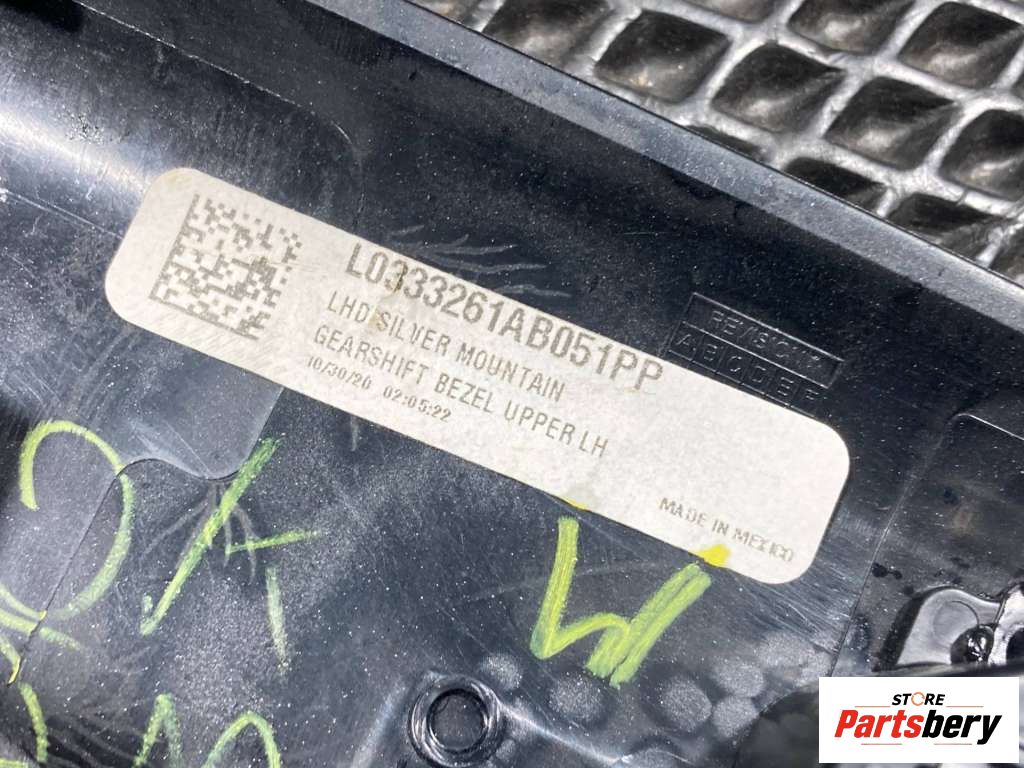 L0333261AB051PP
LHD SILVER MOUNTAIN
GEARSHIFT BEZEL UPPER LH
10/30/20 02:05:22
MADE IN MEXICO
REVISION
A B C D E F
STORE
Partsbery